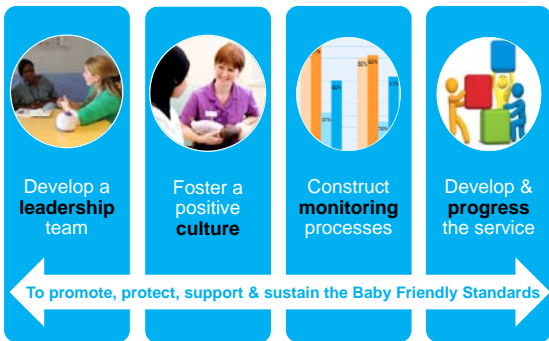 Develop a
leadership
team
Foster a
positive
culture
Construct
monitoring
processes
Develop &
progress
the service
To promote, protect, support & sustain the Baby Friendly Standards